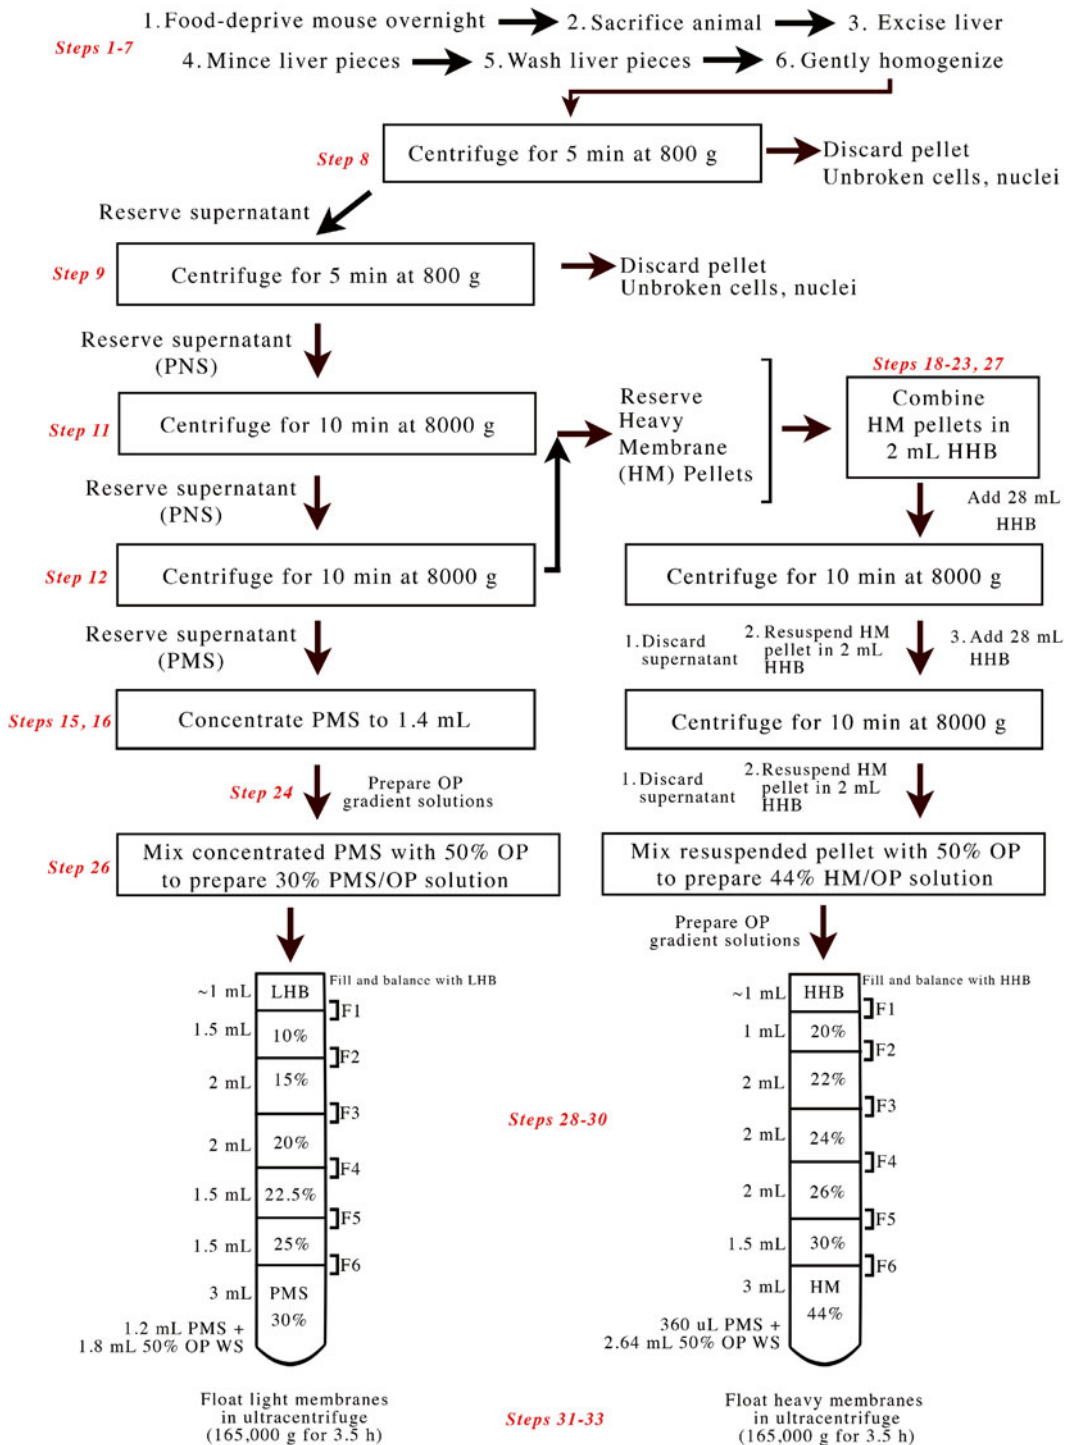 1. Food-deprive mouse overnight 2. Sacrifice animal 3. Excise liver
Steps 1-7
4. Mince liver pieces 5. Wash liver pieces 6. Gently homogenize
Step 8
Centrifuge for 5 min at 800 g
Discard pellet
Unbroken cells, nuclei
Reserve supernatant
Step 9
Centrifuge for 5 min at 800 g
Discard pellet
Unbroken cells, nuclei
Reserve supernatant
(PNS)
Step 11
Centrifuge for 10 min at 8000 g
Reserve
Heavy
Membrane
(HM) Pellets
Steps 18-23, 27
Combine
HM pellets in
2 mL HHB
Reserve supernatant
(PNS)
Add 28 mL
HHB
Step 12
Centrifuge for 10 min at 8000 g
Centrifuge for 10 min at 8000 g
Reserve supernatant
(PMS)
1. Discard
supernatant
2. Resuspend HM
pellet in 2 mL
HHB
3. Add 28 mL
HHB
Steps 15, 16
Concentrate PMS to 1.4 mL
Centrifuge for 10 min at 8000 g
Step 24
Prepare OP
gradient solutions
1. Discard
supernatant
2. Resuspend HM
pellet in 2 mL
HHB
Step 26
Mix concentrated PMS with 50% OP
to prepare 30% PMS/OP solution
Mix resuspended pellet with 50% OP
to prepare 44% HM/OP solution
Prepare OP
gradient solutions
Fill and balance with LHB
~1 mL LHB
F1
1.5 mL 10%
F2
2 mL 15%
F3
2 mL 20%
F4
1.5 mL 22.5%
F5
1.5 mL 25%
F6
3 mL PMS
30%
1.2 mL PMS +
1.8 mL 50% OP WS
Float light membranes
in ultracentrifuge
(165,000 g for 3.5 h)
Steps 28-30
Steps 31-33
Fill and balance with HHB
~1 mL HHB
F1
1 mL 20%
F2
2 mL 22%
F3
2 mL 24%
F4
2 mL 26%
F5
1.5 mL 30%
F6
3 mL HM
44%
360 uL PMS +
2.64 mL 50% OP WS
Float heavy membranes
in ultracentrifuge
(165,000 g for 3.5 h)